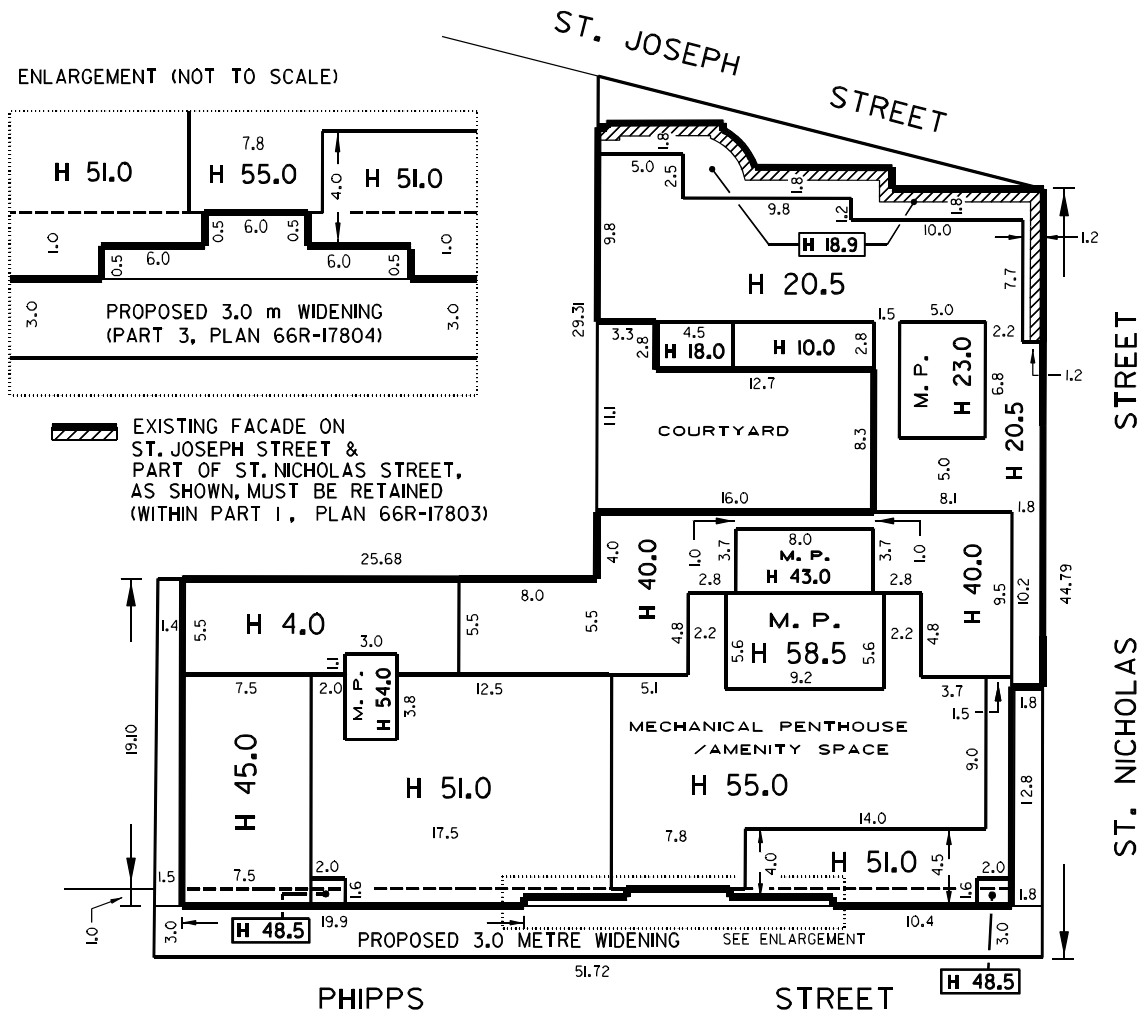 ST. JOSEPH STREET
ENLARGEMENT (NOT TO SCALE)
7.8
H 51.0
H 55.0
4.0
H 51.0
1.0
0.5
6.0
0.5
1.0
0.5
6.0
6.0
0.5
3.0
PROPOSED 3.0 m WIDENING
(PART 3, PLAN 66R-17804)
3.0
EXISTING FACADE ON
ST. JOSEPH STREET &
PART OF ST. NICHOLAS STREET,
AS SHOWN, MUST BE RETAINED
(WITHIN PART 1, PLAN 66R-17803)
1.8
5.0
2.5
1.8
9.8
1.2
1.8
10.0
1.2
H 18.9
9.8
H 20.5
7.7
29.31
3.3
2.8
4.5
H 18.0
H 10.0
2.8
1.5
5.0
2.2
M. P.
H 23.0
6.8
1.2
12.7
H 20.5
11.1
COURTYARD
8.3
5.0
16.0
8.1
1.8
4.0
H 40.0
1.0
3.7
8.0
M. P.
H 43.0
3.7
1.0
H 40.0
9.5
10.2
44.79
25.68
8.0
2.8
2.8
1.4
5.5
H 4.0
5.5
5.5
4.8
2.2
5.6
M. P.
H 58.5
5.6
2.2
4.8
9.2
3.0
1.1
7.5
2.0
M. P.
H 54.0
3.8
12.5
5.1
3.7
1.5
1.8
19.10
H 45.0
MECHANICAL PENTHOUSE
/AMENITY SPACE
9.0
12.8
H 51.0
H 55.0
17.5
7.8
14.0
4.0
H 51.0
4.5
7.5
2.0
1.6
2.0
1.6
1.5
1.8
1.0
3.0
H 48.5
19.9
PROPOSED 3.0 METRE WIDENING
SEE ENLARGEMENT
10.4
3.0
51.72
H 48.5
PHIPPS STREET
ST. NICHOLAS STREET